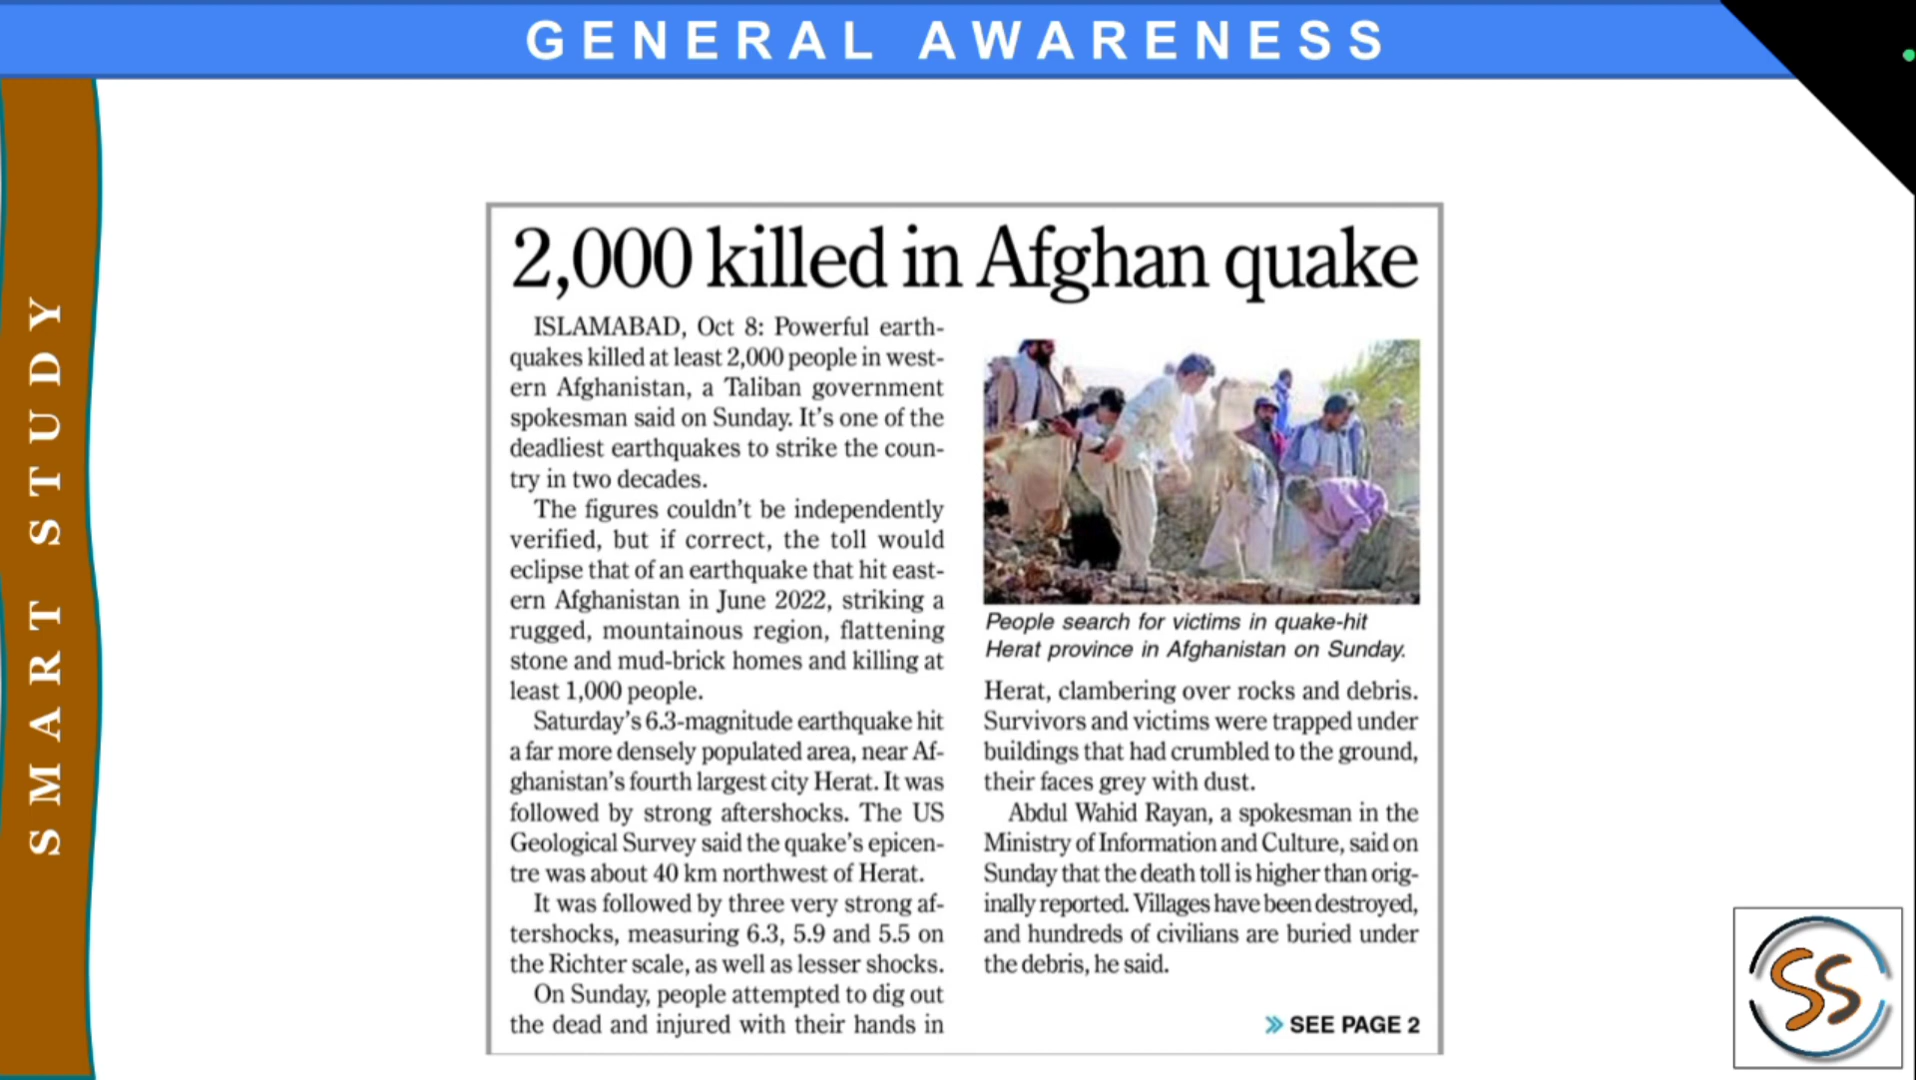 GENERAL AWARENESS
SMART STUDY
2,000 killed in Afghan quake
ISLAMABAD, Oct 8: Powerful earth-
quakes killed at least 2,000 people in west-
ern Afghanistan, a Taliban government
spokesman said on Sunday. It's one of the
deadliest earthquakes to strike the coun-
try in two decades.
The figures couldn't be independently
verified, but if correct, the toll would
eclipse that of an earthquake that hit east-
ern Afghanistan in June 2022, striking a
rugged, mountainous region, flattening
stone and mud-brick homes and killing at
least 1,000 people.
Saturday's 6.3-magnitude earthquake hit
a far more densely populated area, near Af-
ghanistan's fourth largest city Herat. It was
followed by strong aftershocks. The US
Geological Survey said the quake's epicen-
tre was about 40 km northwest of Herat.
It was followed by three very strong af-
tershocks, measuring 6.3, 5.9 and 5.5 on
the Richter scale, as well as lesser shocks.
On Sunday, people attempted to dig out
the dead and injured with their hands in
People search for victims in quake-hit
Herat province in Afghanistan on Sunday.
Herat, clambering over rocks and debris.
Survivors and victims were trapped under
buildings that had crumbled to the ground,
their faces grey with dust.
Abdul Wahid Rayan, a spokesman in the
Ministry of Information and Culture, said on
Sunday that the death toll is higher than orig-
inally reported. Villages have been destroyed,
and hundreds of civilians are buried under
the debris, he said.
» SEE PAGE 2
SS